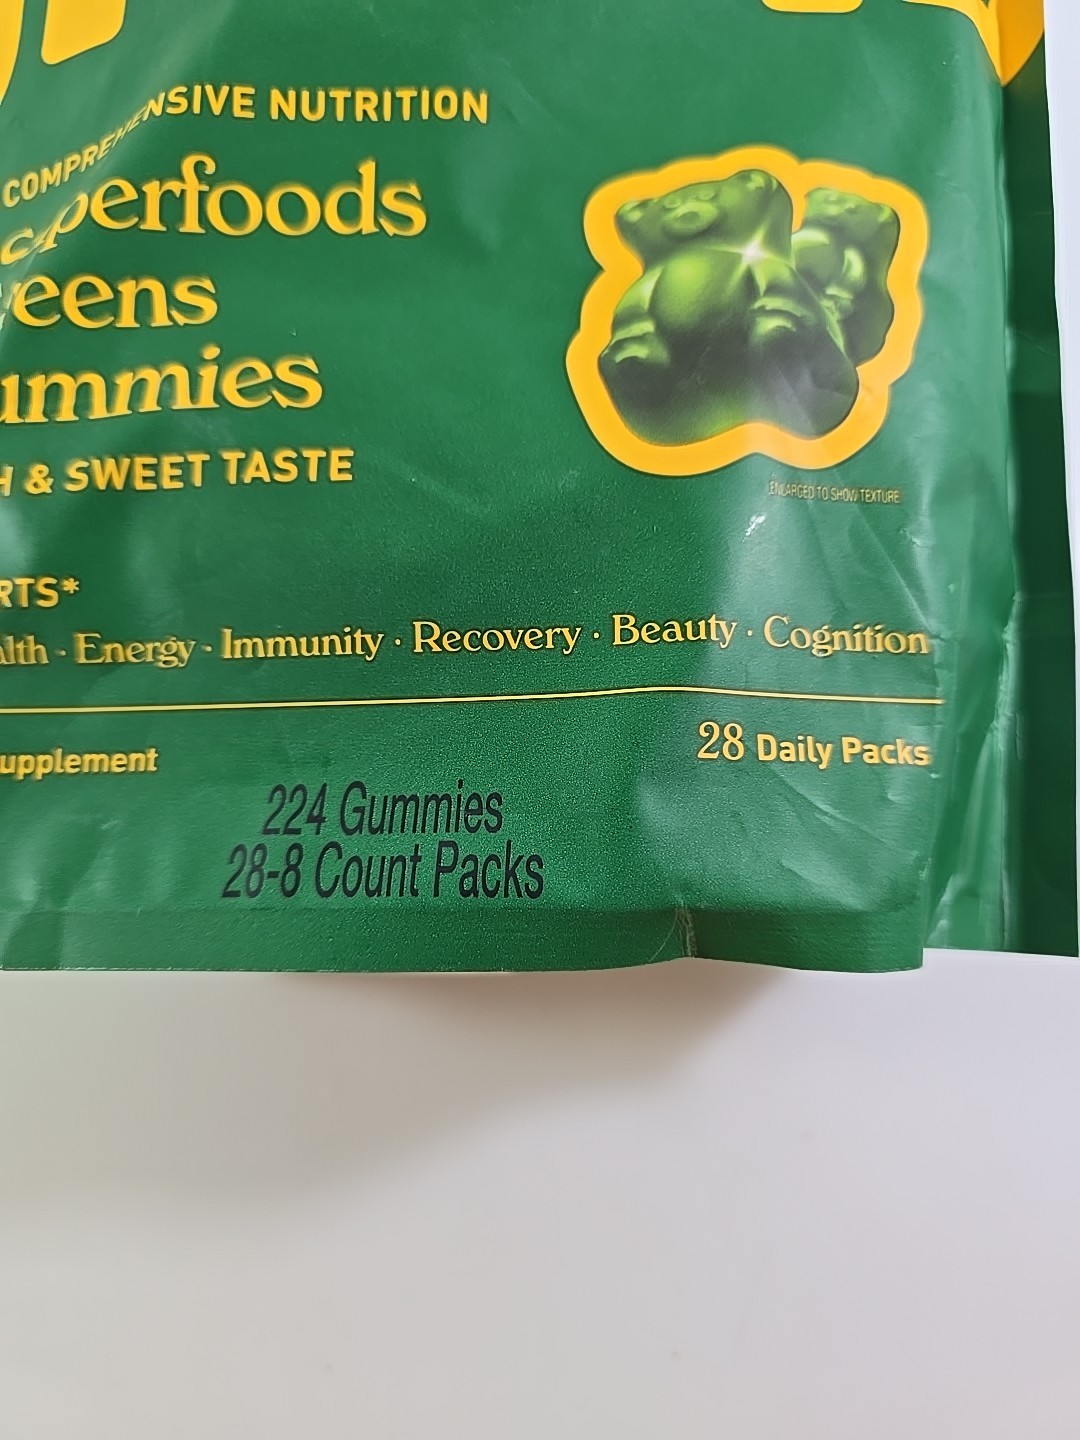 COMPREHENSIVE NUTRITION
perfoods
eens
ummies
H & SWEET TASTE
ENLARGED TO SHOW TEXTURE
RTS*
alth · Energy · Immunity · Recovery · Beauty · Cognition
upplement
28 Daily Packs
224 Gummies
28-8 Count Packs